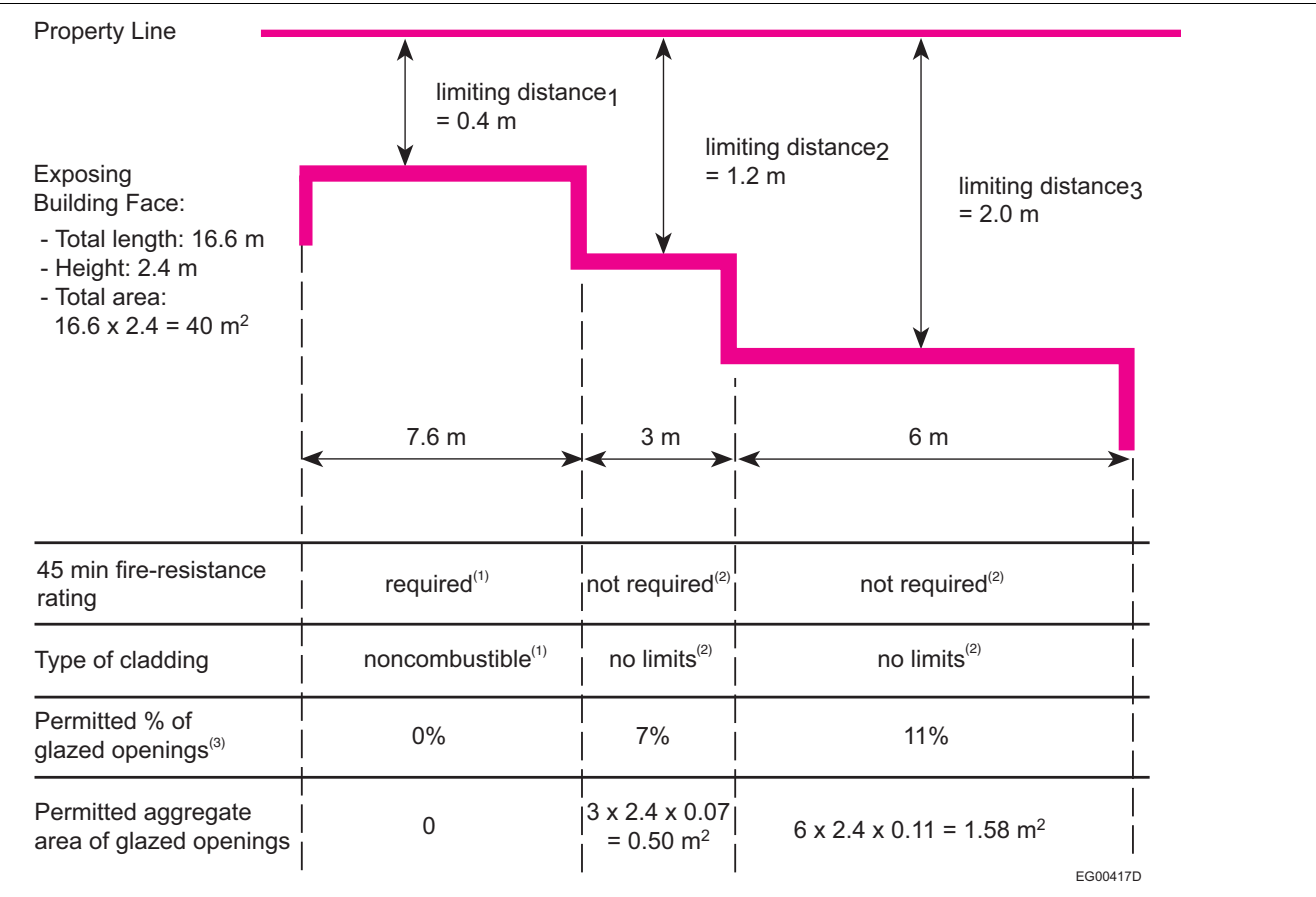 Property Line
limiting distance1
= 0.4 m
limiting distance2
= 1.2 m
limiting distance3
= 2.0 m
Exposing
Building Face:
- Total length: 16.6 m
- Height: 2.4 m
- Total area:
16.6 x 2.4 = 40 m2
7.6 m
3 m
6 m
45 min fire-resistance
rating
required(1)
not required(2)
not required(2)
Type of cladding
noncombustible(1)
no limits(2)
no limits(2)
Permitted % of
glazed openings(3)
0%
7%
11%
Permitted aggregate
area of glazed openings
0
3 x 2.4 x 0.07
= 0.50 m2
6 x 2.4 x 0.11 = 1.58 m2
EG00417D